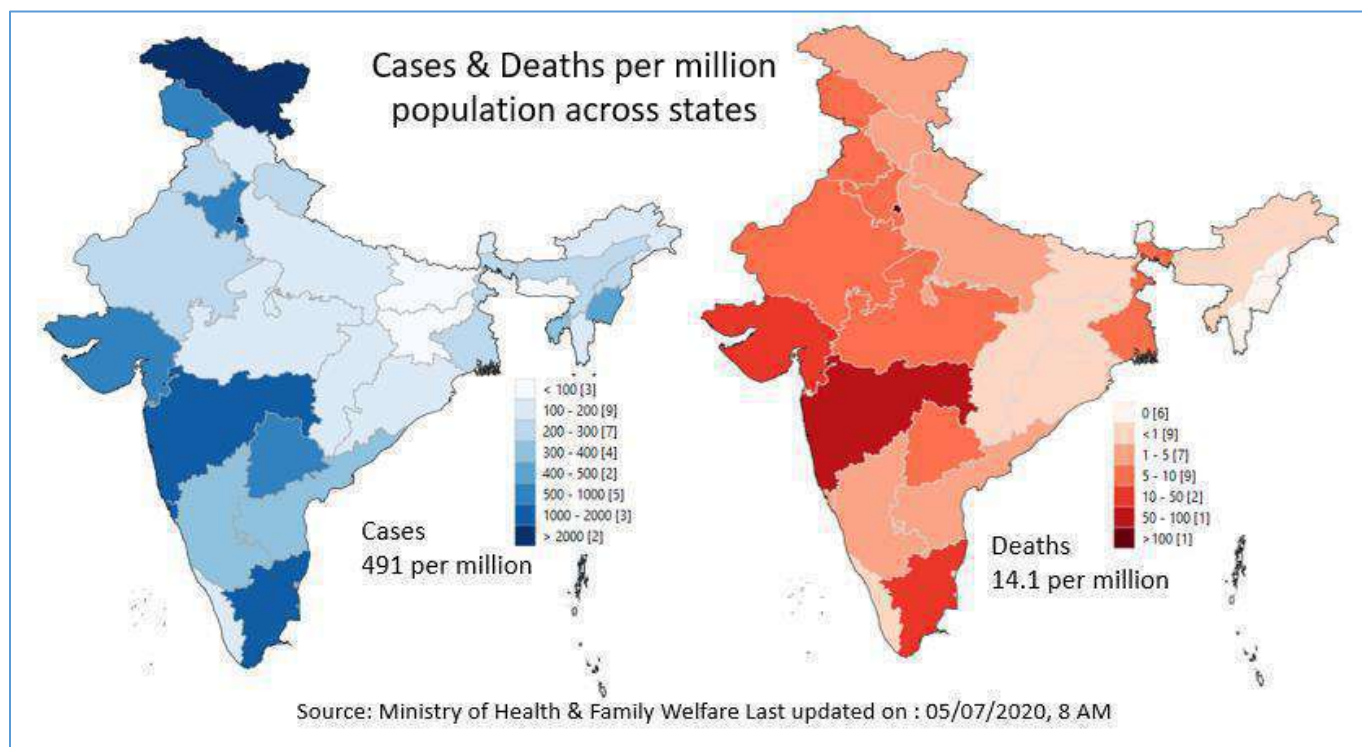 Cases & Deaths per million
population across states
< 100 [3]
100 - 200 [9]
200 - 300 [7]
300 - 400 [4]
400 - 500 [2]
500 - 1000 [5]
1000 - 2000 [3]
> 2000 [2]
Cases
491 per million
0 [6]
<1 [9]
1 - 5 [7]
5 - 10 [9]
10 - 50 [2]
50 - 100 [1]
>100 [1]
Deaths
14.1 per million
Source: Ministry of Health & Family Welfare Last updated on : 05/07/2020, 8 AM